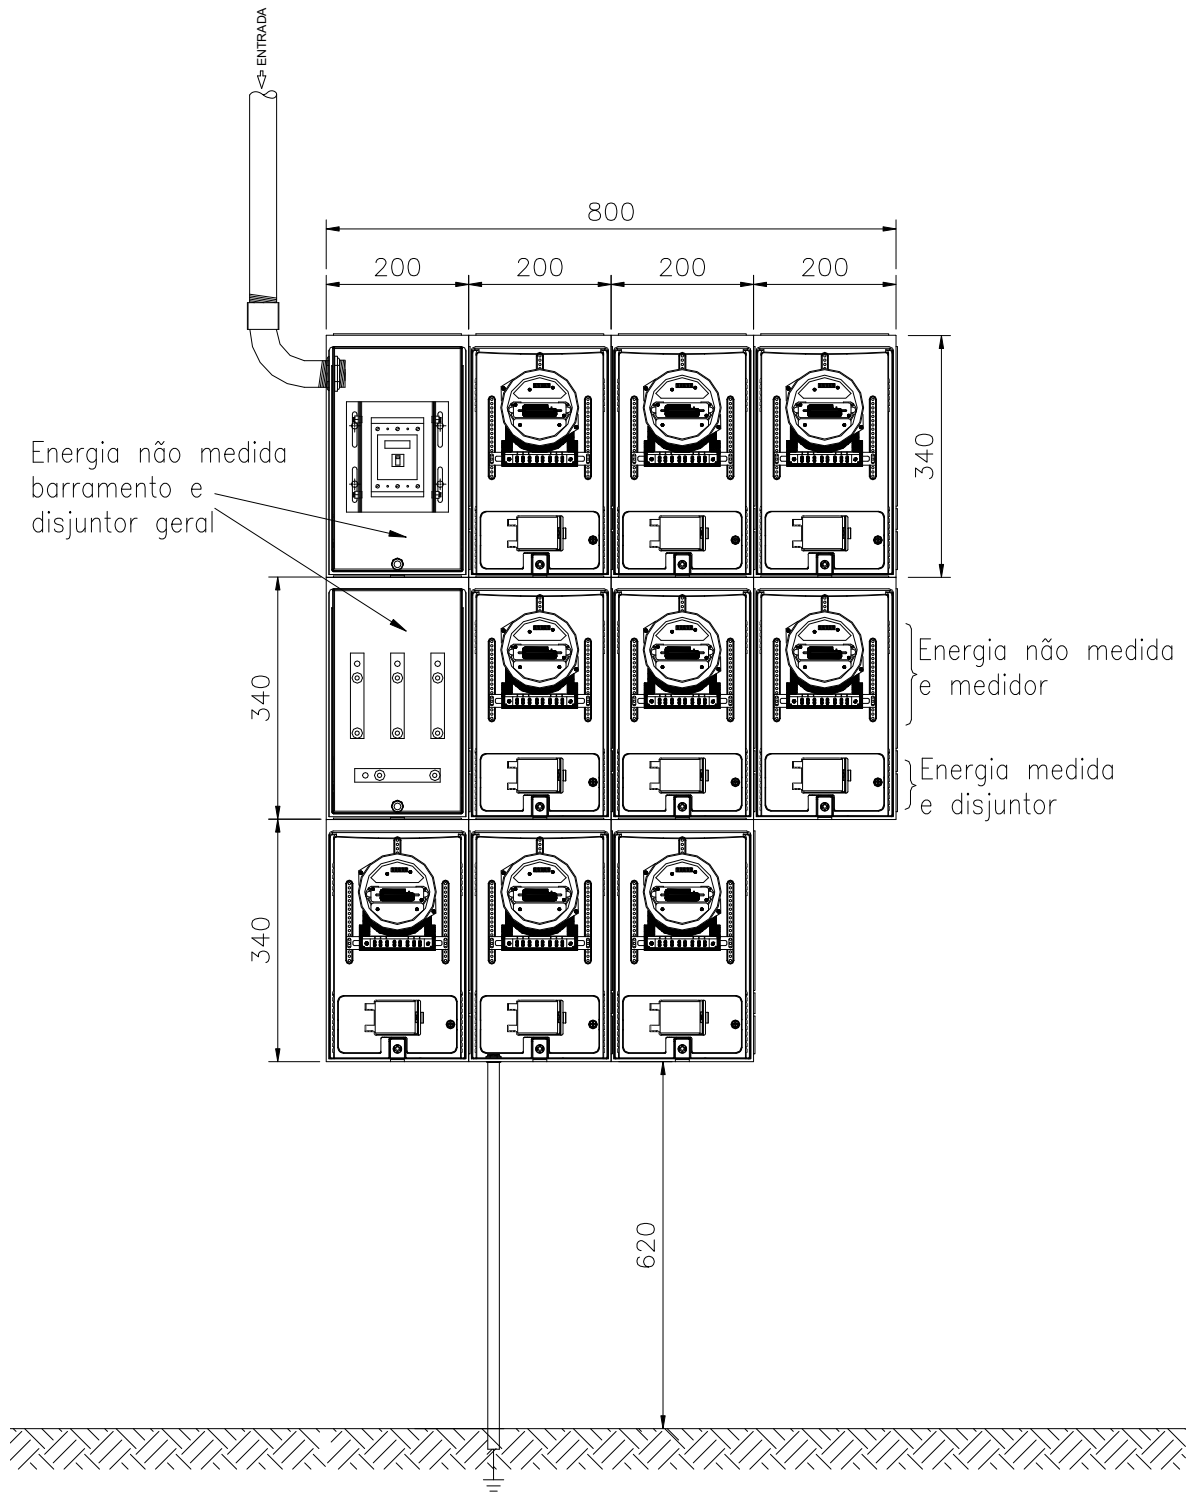 ENTRADA
800
200
200
200
200
340
Energia não medida
barramento e
disjuntor geral
340
Energia não medida
e medidor
Energia medida
e disjuntor
340
620